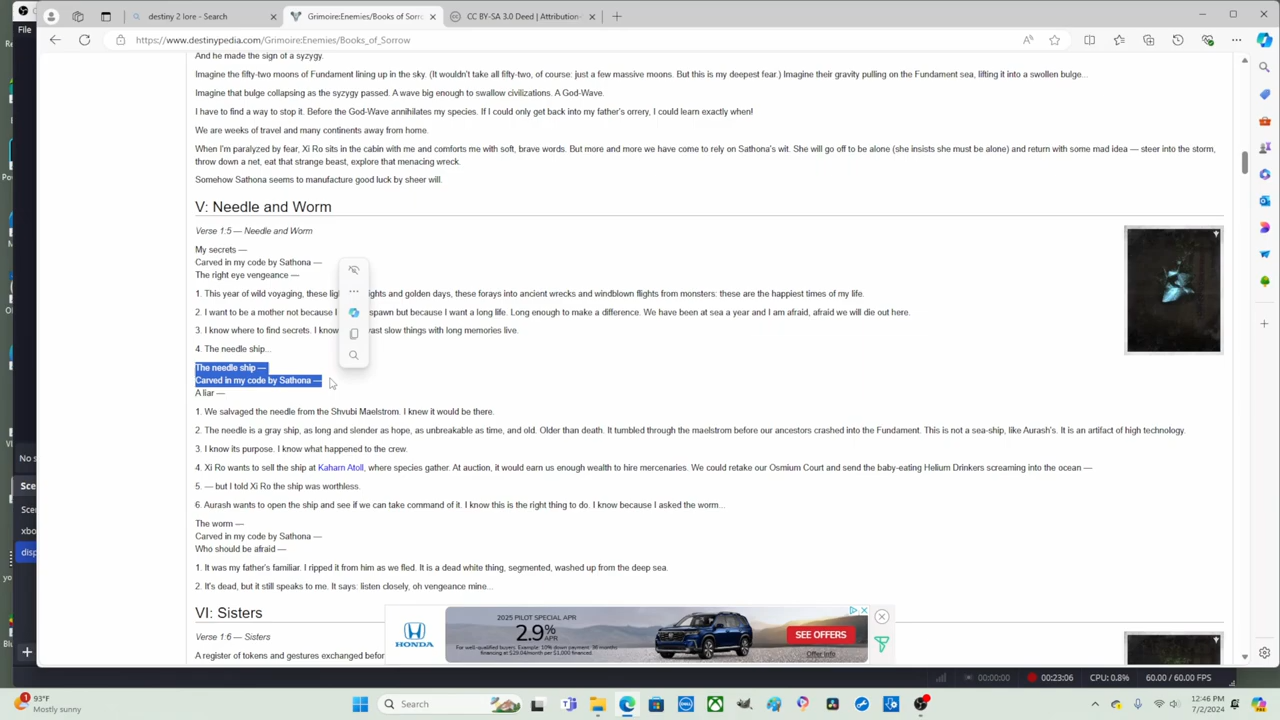 destiny 2 lore - Search
Grimoire:Enemies/Books of Sorro
CC BY-SA 3.0 Deed | Attribution-
File
https://www.destinypedia.com/Grimoire:Enemies/Books_of_Sorrow
And he made the sign of a syzygy.
Imagine the fifty-two moons of Fundament lining up in the sky. (It wouldn't take all fifty-two, of course: just a few massive moons. But this is my deepest fear.) Imagine their gravity pulling on the Fundament sea, lifting it into a swollen bulge...
Imagine that bulge collapsing as the syzygy passed. A wave big enough to swallow civilizations. A God-Wave.
I have to find a way to stop it. Before the God-Wave annihilates my species. If I could only get back into my father's orrery, I could learn exactly when!
We are weeks of travel and many continents away from home.
When I'm paralyzed by fear, Xi Ro sits in the cabin with me and comforts me with soft, brave words. But more and more we have come to rely on Sathona's wit. She will go off to be alone (she insists she must be alone) and return with some mad idea — steer into the storm,
throw down a net, eat that strange beast, explore that menacing wreck.
Somehow Sathona seems to manufacture good luck by sheer will.
V: Needle and Worm
Verse 1:5 — Needle and Worm
My secrets —
Carved in my code by Sathona —
The right eye vengeance —
1. This year of wild voyaging, these lig ights and golden days, these forays into ancient wrecks and windblown flights from monsters: these are the happiest times of my life.
2. I want to be a mother not because I spawn but because I want a long life. Long enough to make a difference. We have been at sea a year and I am afraid, afraid we will die out here.
3. I know where to find secrets. I know vast slow things with long memories live.
4. The needle ship...
The needle ship —
Carved in my code by Sathona —
A liar —
1. We salvaged the needle from the Shvubi Maelstrom. I knew it would be there.
2. The needle is a gray ship, as long and slender as hope, as unbreakable as time, and old. Older than death. It tumbled through the maelstrom before our ancestors crashed into the Fundament. This is not a sea-ship, like Aurash's. It is an artifact of high technology.
3. I know its purpose. I know what happened to the crew.
4. Xi Ro wants to sell the ship at Kaharn Atoll, where species gather. At auction, it would earn us enough wealth to hire mercenaries. We could retake our Osmium Court and send the baby-eating Helium Drinkers screaming into the ocean —
5. — but I told Xi Ro the ship was worthless.
6. Aurash wants to open the ship and see if we can take command of it. I know this is the right thing to do. I know because I asked the worm...
The worm —
Carved in my code by Sathona —
Who should be afraid —
1. It was my father's familiar. I ripped it from him as we fled. It is a dead white thing, segmented, washed up from the deep sea.
2. It's dead, but it still speaks to me. It says: listen closely, oh vengeance mine...
VI: Sisters
Verse 1:6 — Sisters
A register of tokens and gestures exchanged befor
No s
Sce
Scer
xbo
disp
HONDA
2025 PILOT SPECIAL APR
2.9%
APR
SEE OFFERS
Offer Info
00:00:00
00:23:06
CPU: 0.8%
60.00 / 60.00 FPS
93°F
Mostly sunny
Search
12:46 PM
7/2/2024